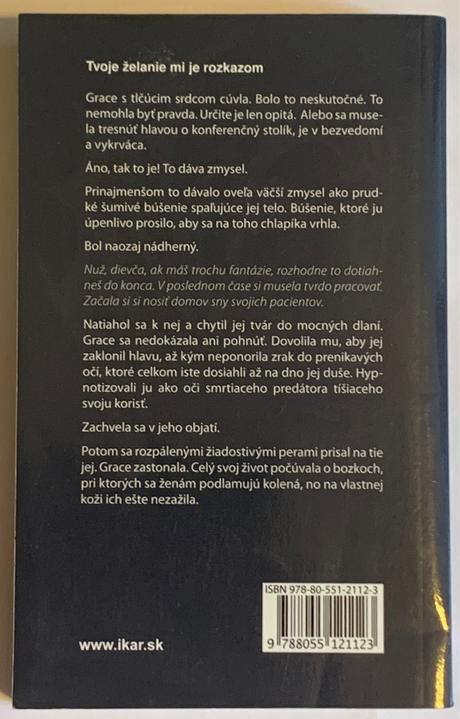 Tvoje želanie mi je rozkazom
Grace s tlčúcim srdcom cúvla. Bolo to neskutočné. To
nemohla byť pravda. Určite je len opitá. Alebo sa muse-
la tresnúť hlavou o konferenčný stolík, je v bezvedomí
a vykrváca.
Áno, tak to je! To dáva zmysel.
Prinajmenšom to dávalo oveľa väčší zmysel ako prud-
ké šumivé búšenie spaľujúce jej telo. Búšenie, ktoré ju
úpenlivo prosilo, aby sa na toho chlapíka vrhla.
Bol naozaj nádherný.
Nuž, dievča, ak máš trochu fantázie, rozhodne to dotiah-
neš do konca. V poslednom čase si musela tvrdo pracovať.
Začala si si nosiť domov sny svojich pacientov.
Natiahol sa k nej a chytil jej tvár do mocných dlaní.
Grace sa nedokázala ani pohnúť. Dovolila mu, aby jej
zaklonil hlavu, až kým neponorila zrak do prenikavých
očí, ktoré celkom iste dosiahli až na dno jej duše. Hyp-
notizovali ju ako oči smrtiaceho predátora tíšiaceho
svoju korisť.
Zachvela sa v jeho objatí.
Potom sa rozpálenými žiadostivými perami prisal na tie
jej. Grace zastonala. Celý svoj život počúvala o bozkoch,
pri ktorých sa ženám podlamujú kolená, no na vlastnej
koži ich ešte nezažila.
ISBN 978-80-551-2112-3
9 788055 121123
www.ikar.sk